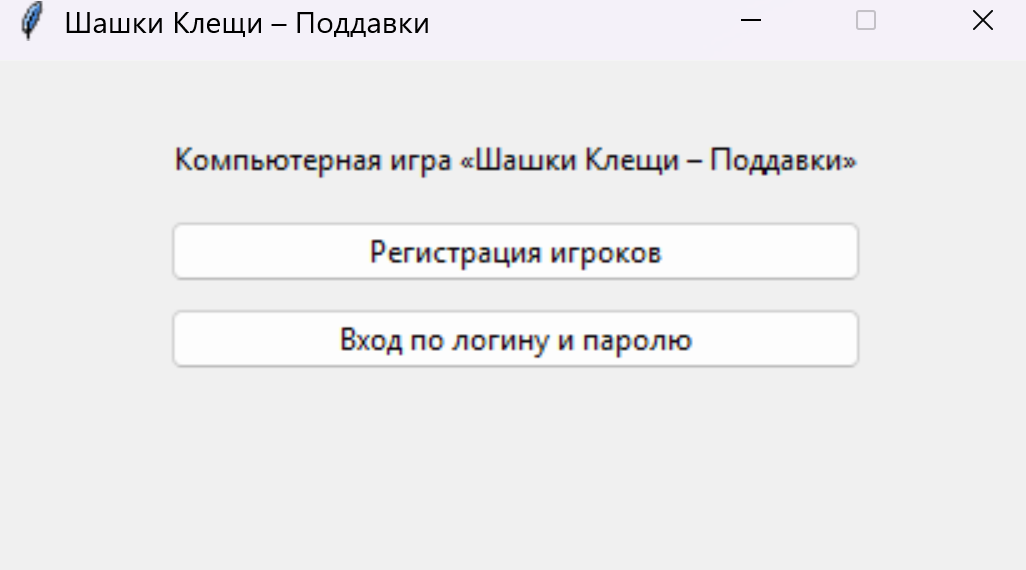 Шашки Клещи – Поддавки
Компьютерная игра «Шашки Клещи – Поддавки»
Регистрация игроков
Вход по логину и паролю